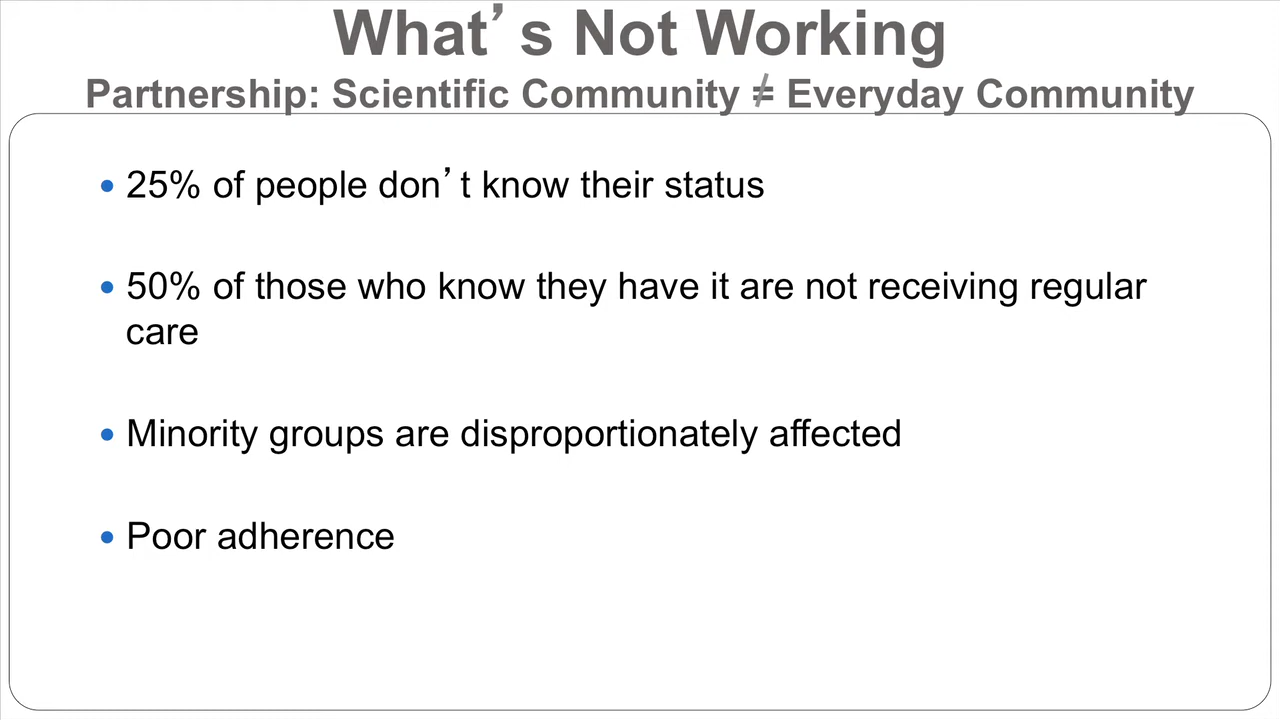 What’s Not Working
Partnership: Scientific Community ≠ Everyday Community
• 25% of people don’t know their status
• 50% of those who know they have it are not receiving regular
care
• Minority groups are disproportionately affected
• Poor adherence